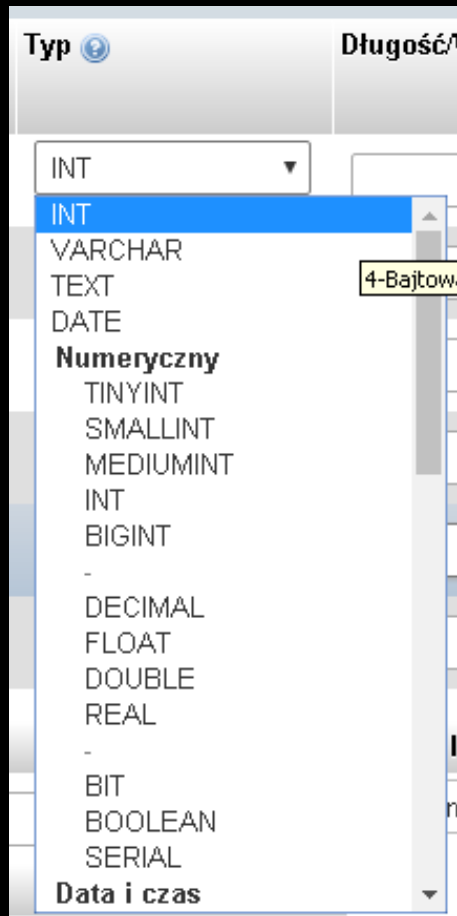 Typ
Długość/
INT
INT
VARCHAR
4-Bajtowa
TEXT
DATE
Numeryczny
TINYINT
SMALLINT
MEDIUMINT
INT
BIGINT
-
DECIMAL
FLOAT
DOUBLE
REAL
-
BIT
BOOLEAN
SERIAL
Data i czas